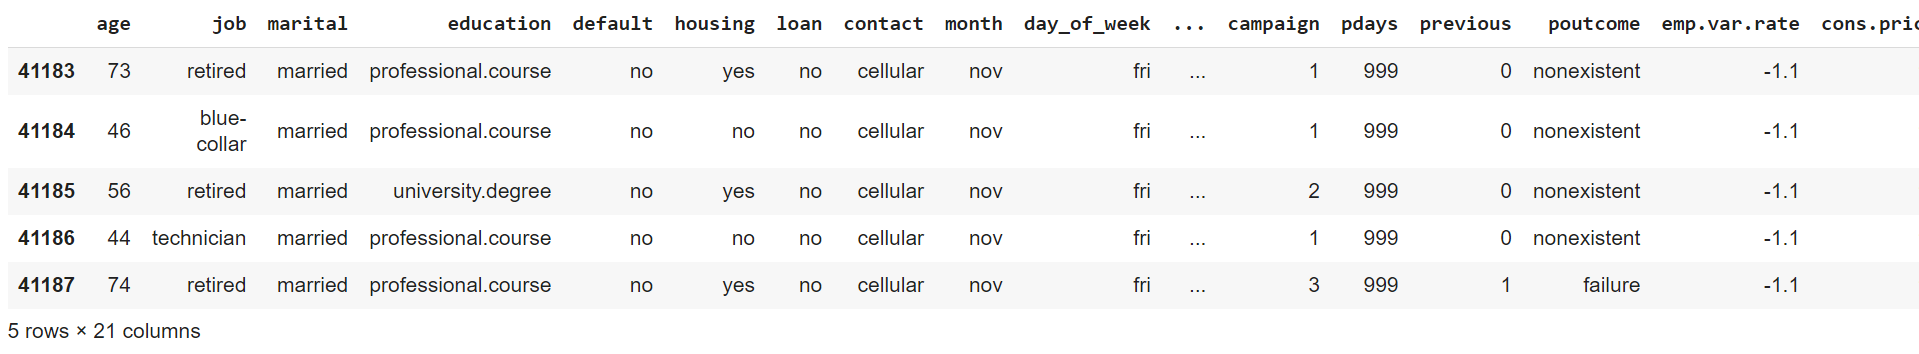 age job marital education default housing loan contact month day_of_week ... campaign pdays previous poutcome emp.var.rate
41183 73 retired married professional.course no yes no cellular nov fri ... 1 999 0 nonexistent -1.1
41184 46 blue-collar married professional.course no no no cellular nov fri ... 1 999 0 nonexistent -1.1
41185 56 retired married university.degree no yes no cellular nov fri ... 2 999 0 nonexistent -1.1
41186 44 technician married professional.course no no no cellular nov fri ... 1 999 0 nonexistent -1.1
41187 74 retired married professional.course no yes no cellular nov fri ... 3 999 1 failure -1.1
5 rows × 21 columns